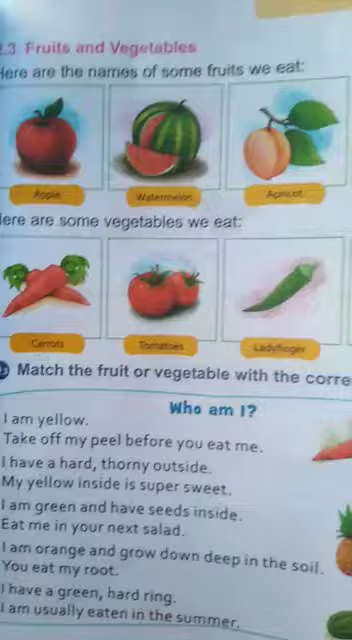 2.3 Fruits and Vegetables
Here are the names of some fruits we eat:
Apple Watermelon Apricot
Here are some vegetables we eat:
Carrots Tomatoes Ladyfinger
Match the fruit or vegetable with the corre
Who am I?
I am yellow.
Take off my peel before you eat me.
I have a hard, thorny outside.
My yellow inside is super sweet.
I am green and have seeds inside.
Eat me in your next salad.
I am orange and grow down deep in the soil.
You eat my root.
I have a green, hard ring.
I am usually eaten in the summer.